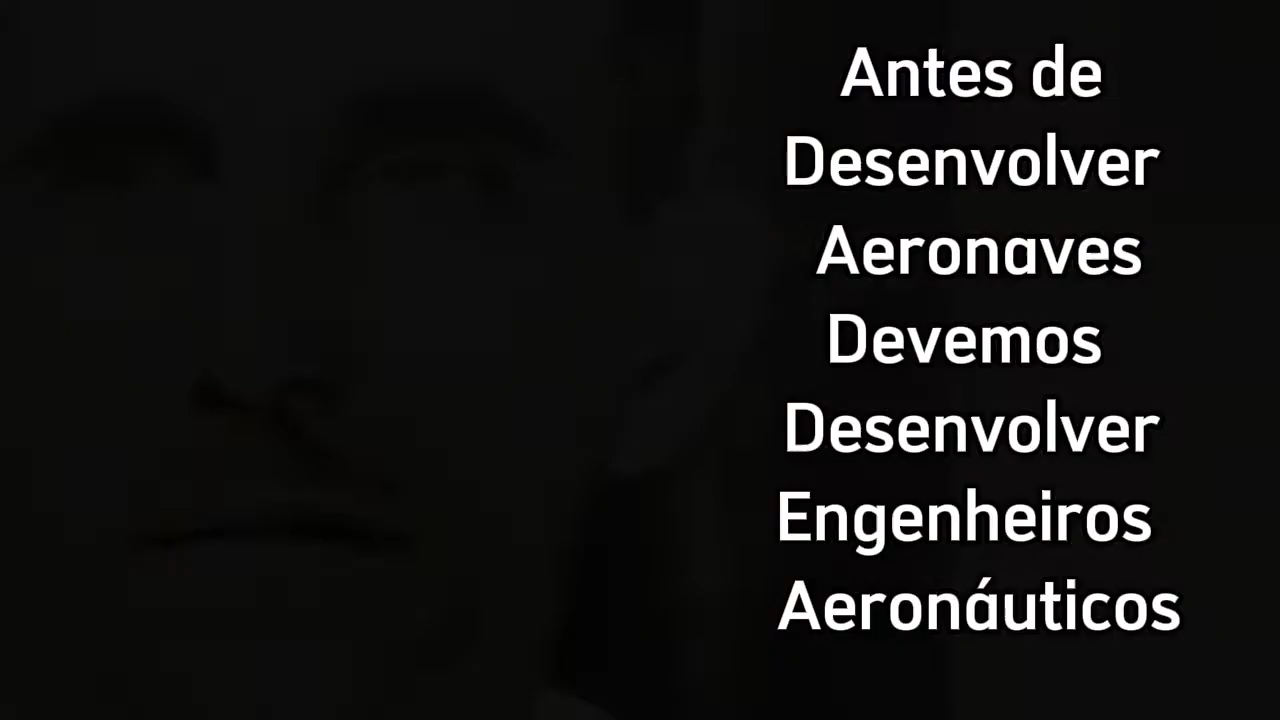 Antes de
Desenvolver
Aeronaves
Devemos
Desenvolver
Engenheiros
Aeronáuticos